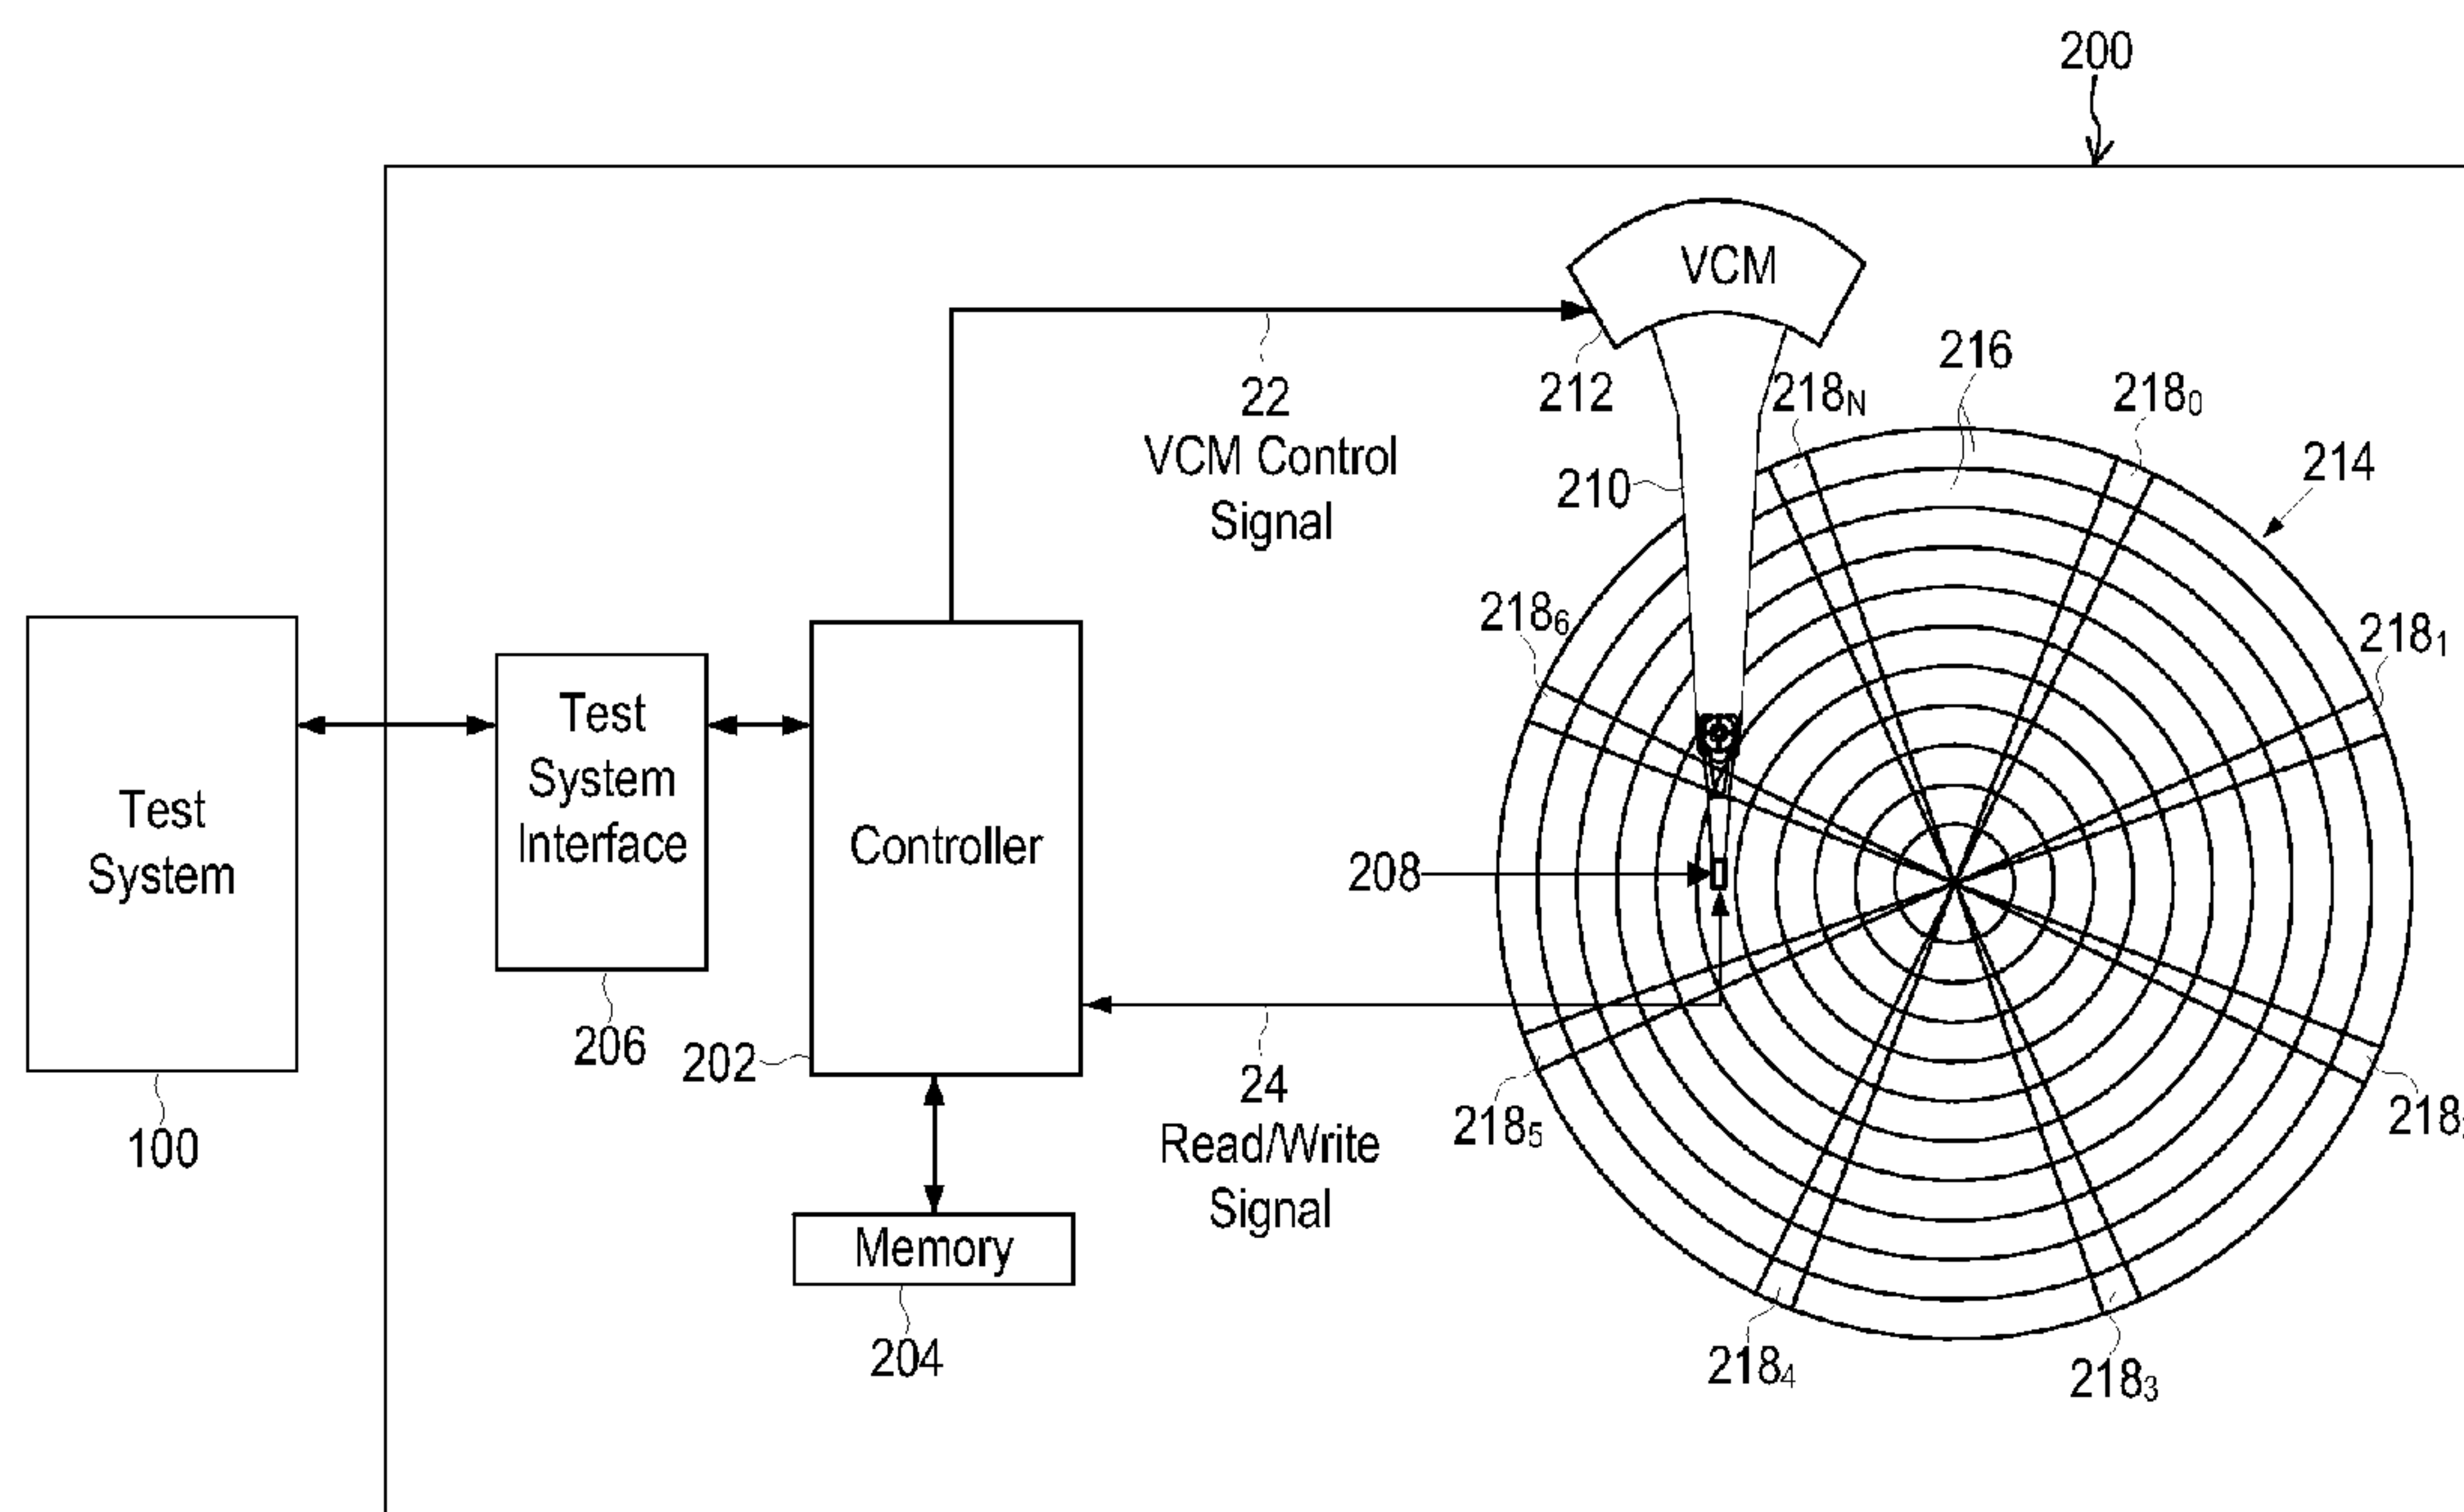 200
VCM
22
VCM Control
Signal
212
218N
216
2180
214
210
2186
2181
Test
System
Test
System
Interface
Controller
208
206
202
100
24
Read/Write
Signal
2185
218
Memory
204
2184
2183